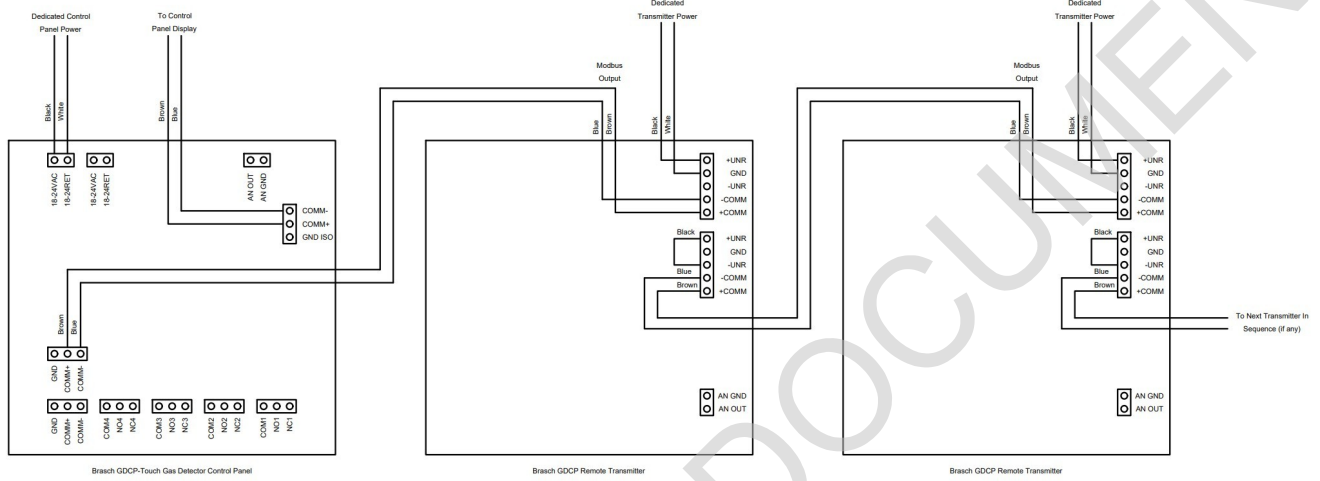 Dedicated Control
Panel Power
To Control
Panel Display
Black
White
Brown
Blue
18-24VAC
18-24RET
18-24VAC
18-24RET
AN OUT
AN GND
COMM-
COMM+
GND ISO
Brown
Blue
GND
COMM+
COMM-
GND
COMM+
COMM-
COM4
NO4
NC4
COM3
NO3
NC3
COM2
NO2
NC2
COM1
NO1
NC1
Brasch GDCP-Touch Gas Detector Control Panel
Dedicated
Transmitter Power
Modbus
Output
Blue
Brown
Black
White
+UNR
GND
-UNR
-COMM
+COMM
Black
Blue
Brown
+UNR
GND
-UNR
-COMM
+COMM
AN GND
AN OUT
Brasch GDCP Remote Transmitter
Dedicated
Transmitter Power
Modbus
Output
Blue
Brown
Black
White
+UNR
GND
-UNR
-COMM
+COMM
Black
Blue
Brown
+UNR
GND
-UNR
-COMM
+COMM
To Next Transmitter In
Sequence (if any)
AN GND
AN OUT
Brasch GDCP Remote Transmitter
DOCUMEN